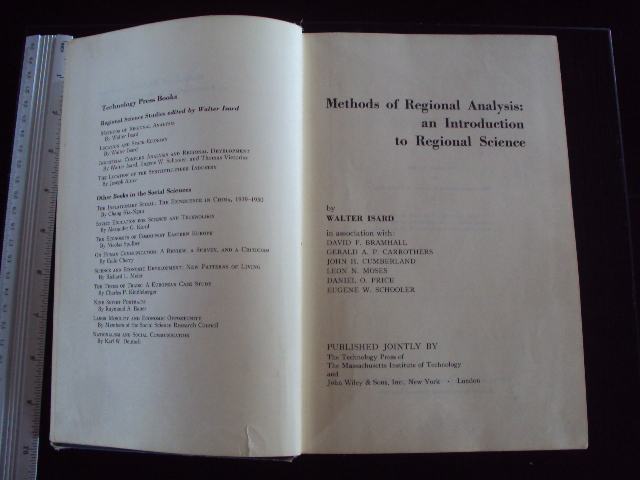 Technology Press Books
Regional Science Studies edited by Walter Isard
METHODS OF REGIONAL ANALYSIS
By Walter Isard
LOCATION AND SPACE-ECONOMY
By Walter Isard
INDUSTRIAL COMPLEX ANALYSIS AND REGIONAL DEVELOPMENT
By Walter Isard, Eugene W. Schooler, and Thomas Vietorisz
THE LOCATION OF THE SYNTHETIC-FIBER INDUSTRY
By Joseph Airov
Other Books in the Social Sciences
THE INFLATIONARY SPIRAL: THE EXPERIENCE IN CHINA, 1939-1950
By Chang Kia-Ngau
SOVIET EDUCATION FOR SCIENCE AND TECHNOLOGY
By Alexander G. Korol
THE ECONOMICS OF COMMUNIST EASTERN EUROPE
By Nicolas Spulber
ON HUMAN COMMUNICATION: A REVIEW, A SURVEY, AND A CRITICISM
By Colin Cherry
SCIENCE AND ECONOMIC DEVELOPMENT: NEW PATTERNS OF LIVING
By Richard L. Meier
THE TERMS OF TRADE: A EUROPEAN CASE STUDY
By Charles P. Kindleberger
NINE SOVIET PORTRAITS
By Raymond A. Bauer
LABOR MOBILITY AND ECONOMIC OPPORTUNITY
By Members of the Social Science Research Council
NATIONALISM AND SOCIAL COMMUNICATION
By Karl W. Deutsch
Methods of Regional Analysis:
an Introduction
to Regional Science
by
WALTER ISARD
in association with:
DAVID F. BRAMHALL
GERALD A. P. CARROTHERS
JOHN H. CUMBERLAND
LEON N. MOSES
DANIEL O. PRICE
EUGENE W. SCHOOLER
PUBLISHED JOINTLY BY
The Technology Press of
The Massachusetts Institute of Technology
and
John Wiley & Sons, Inc., New York • London